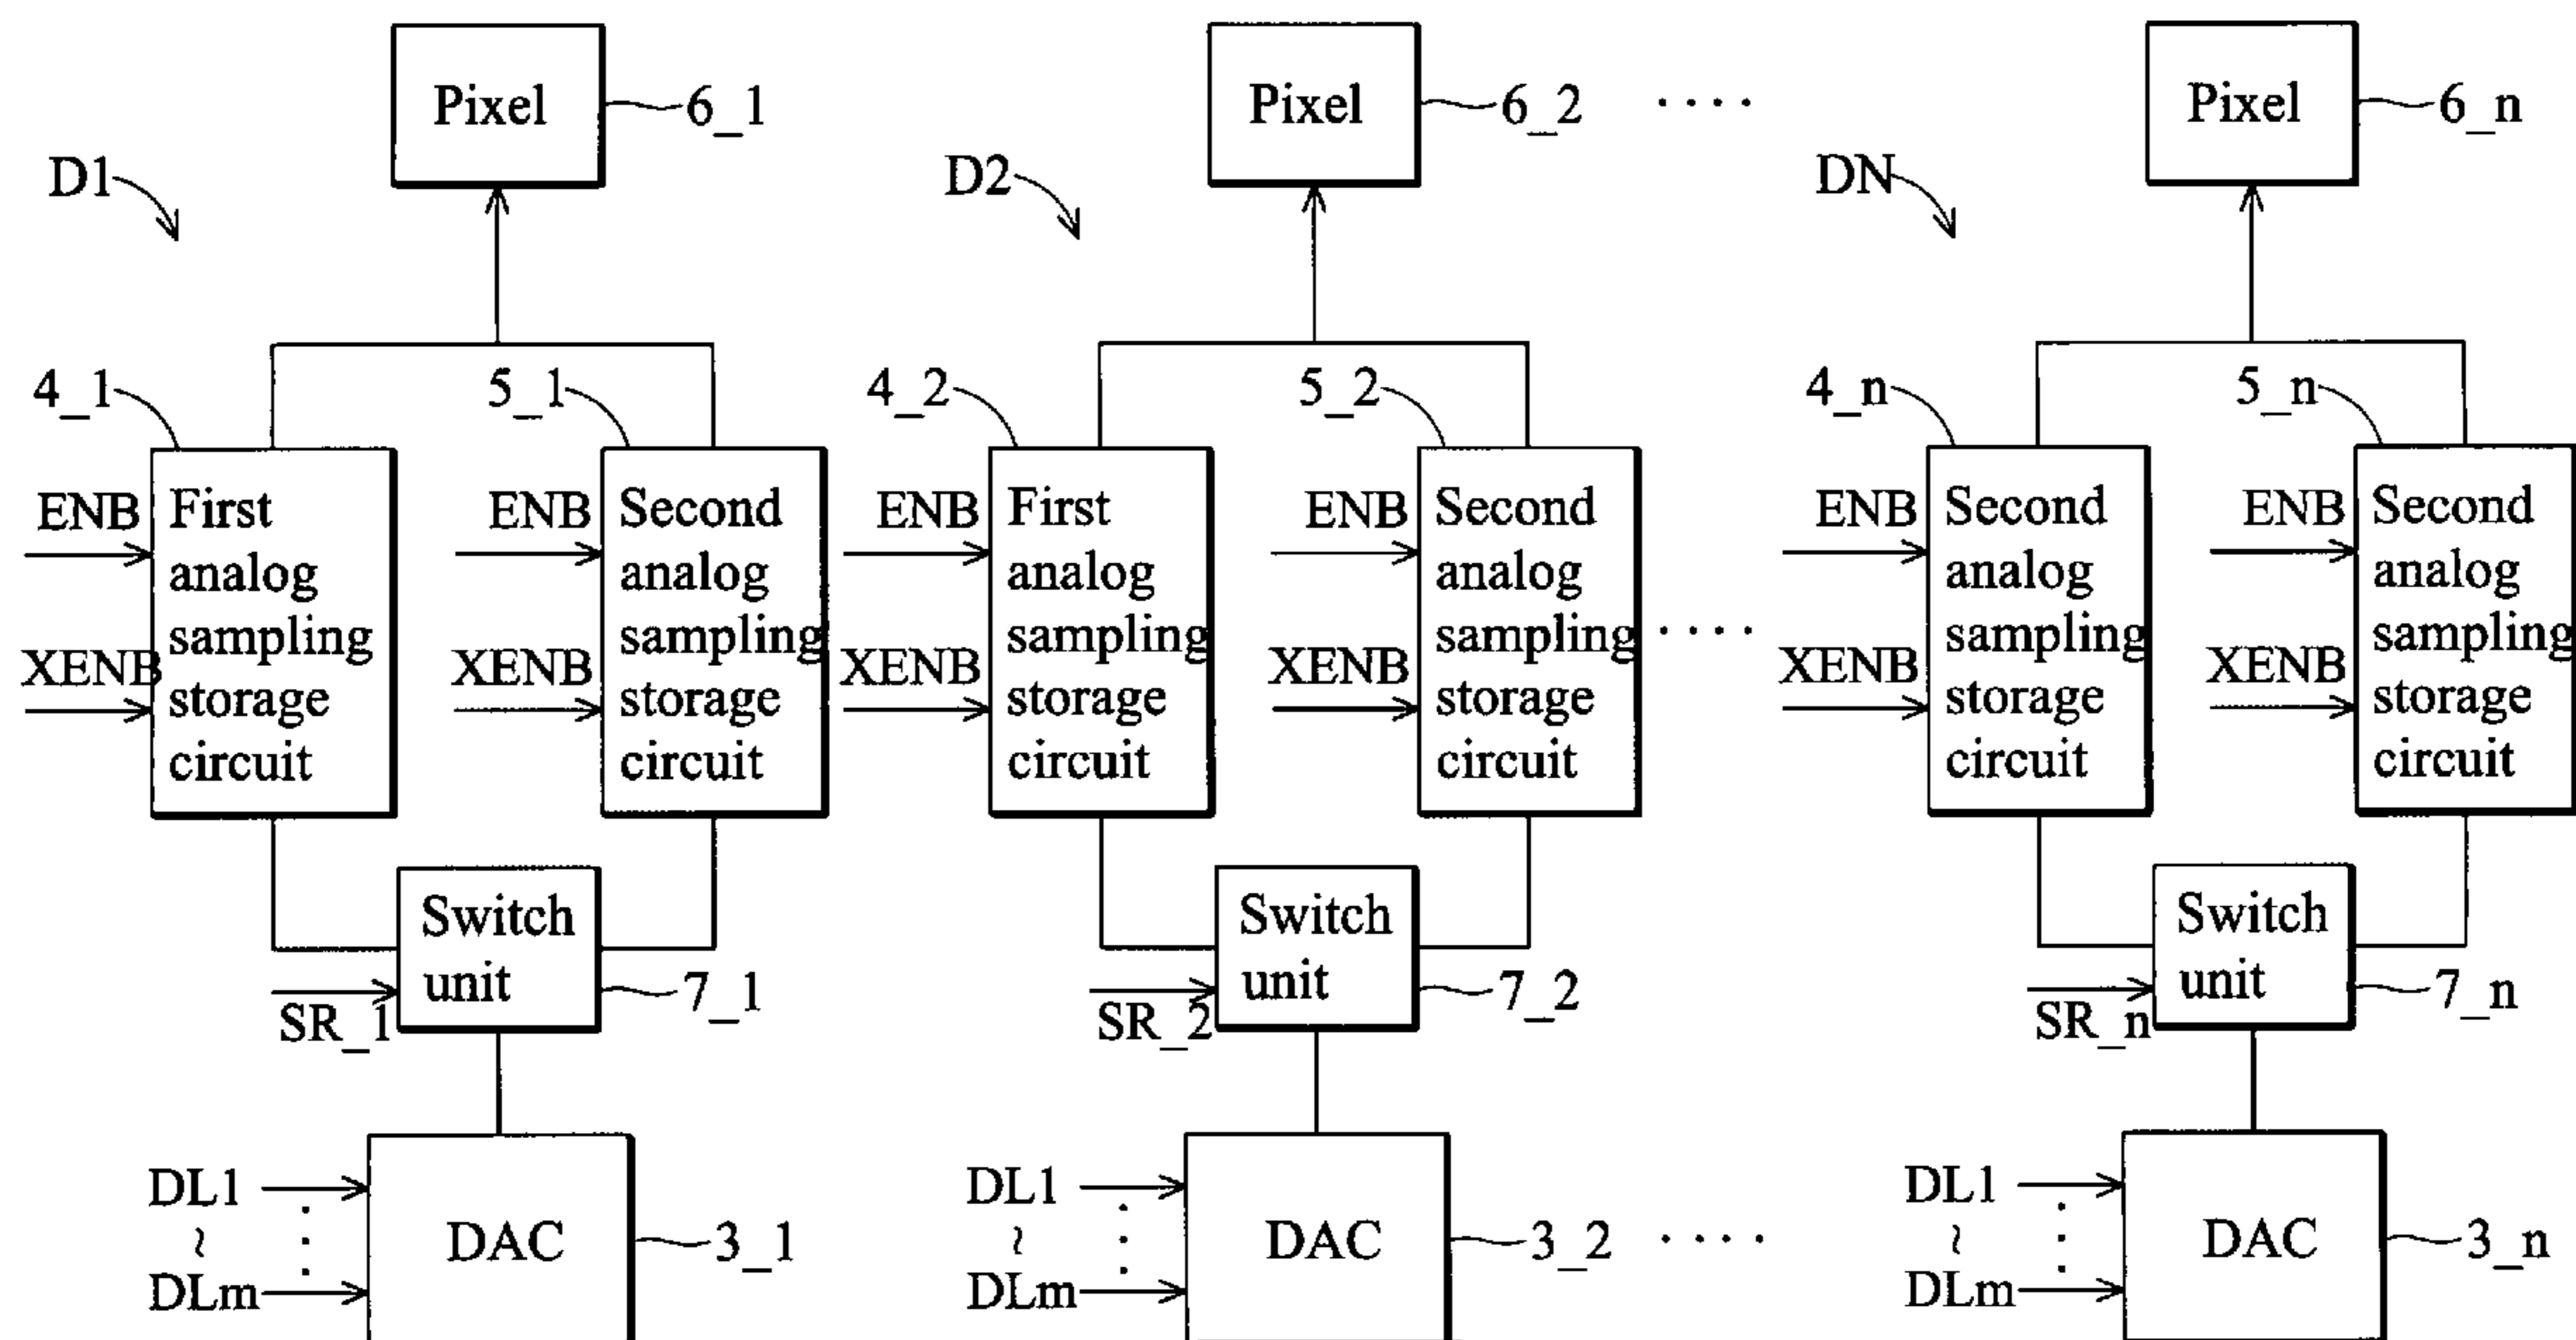 Pixel
6_1
Pixel
6_2
....
Pixel
6_n
D1
D2
DN
4_1
5_1
4_2
5_2
4_n
5_n
ENB
First
analog
sampling
storage
circuit
XENB
ENB
Second
analog
sampling
storage
circuit
XENB
ENB
First
analog
sampling
storage
circuit
XENB
ENB
Second
analog
sampling
storage
circuit
XENB
....
ENB
Second
analog
sampling
storage
circuit
XENB
ENB
Second
analog
sampling
storage
circuit
XENB
Switch
unit
7_1
SR_1
Switch
unit
7_2
SR_2
Switch
unit
7_n
SR_n
DL1
~
DLm
DAC
3_1
DL1
~
DLm
DAC
3_2
....
DL1
~
DLm
DAC
3_n